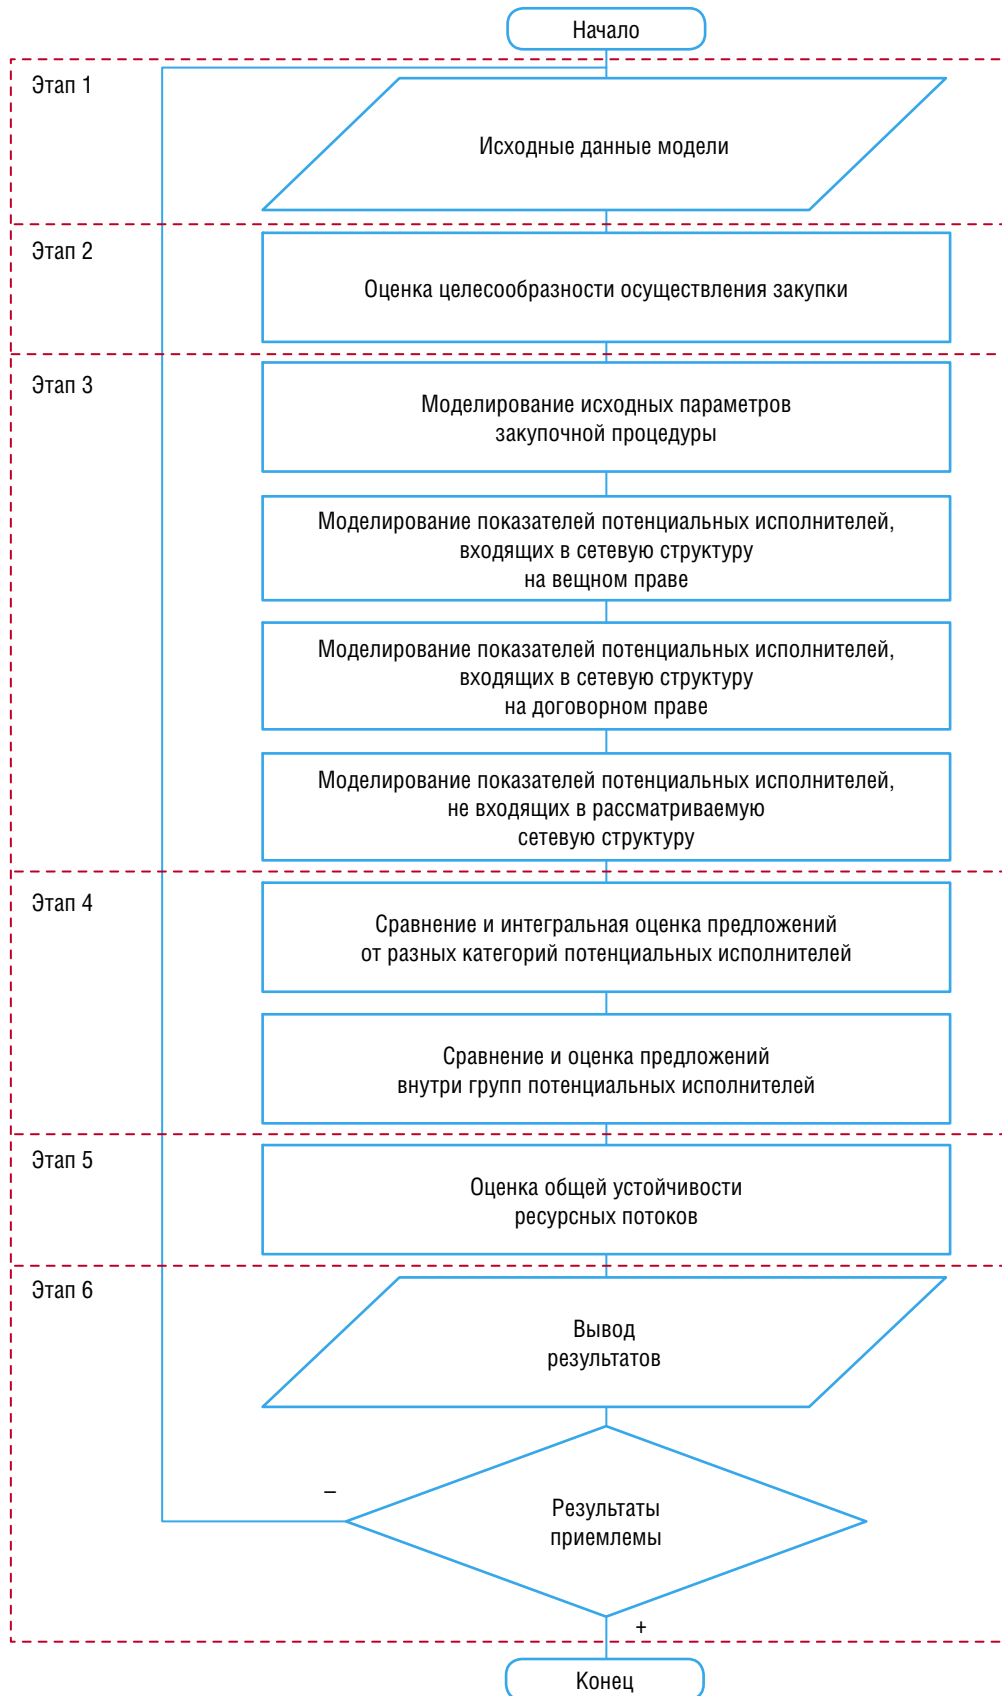 Начало
Этап 1
Исходные данные модели
Этап 2
Оценка целесообразности осуществления закупки
Этап 3
Моделирование исходных параметров
закупочной процедуры
Моделирование показателей потенциальных исполнителей,
входящих в сетевую структуру
на вещном праве
Моделирование показателей потенциальных исполнителей,
входящих в сетевую структуру
на договорном праве
Моделирование показателей потенциальных исполнителей,
не входящих в рассматриваемую
сетевую структуру
Этап 4
Сравнение и интегральная оценка предложений
от разных категорий потенциальных исполнителей
Сравнение и оценка предложений
внутри групп потенциальных исполнителей
Этап 5
Оценка общей устойчивости
ресурсных потоков
Этап 6
Вывод
результатов
–
Результаты
приемлемы
+
Конец